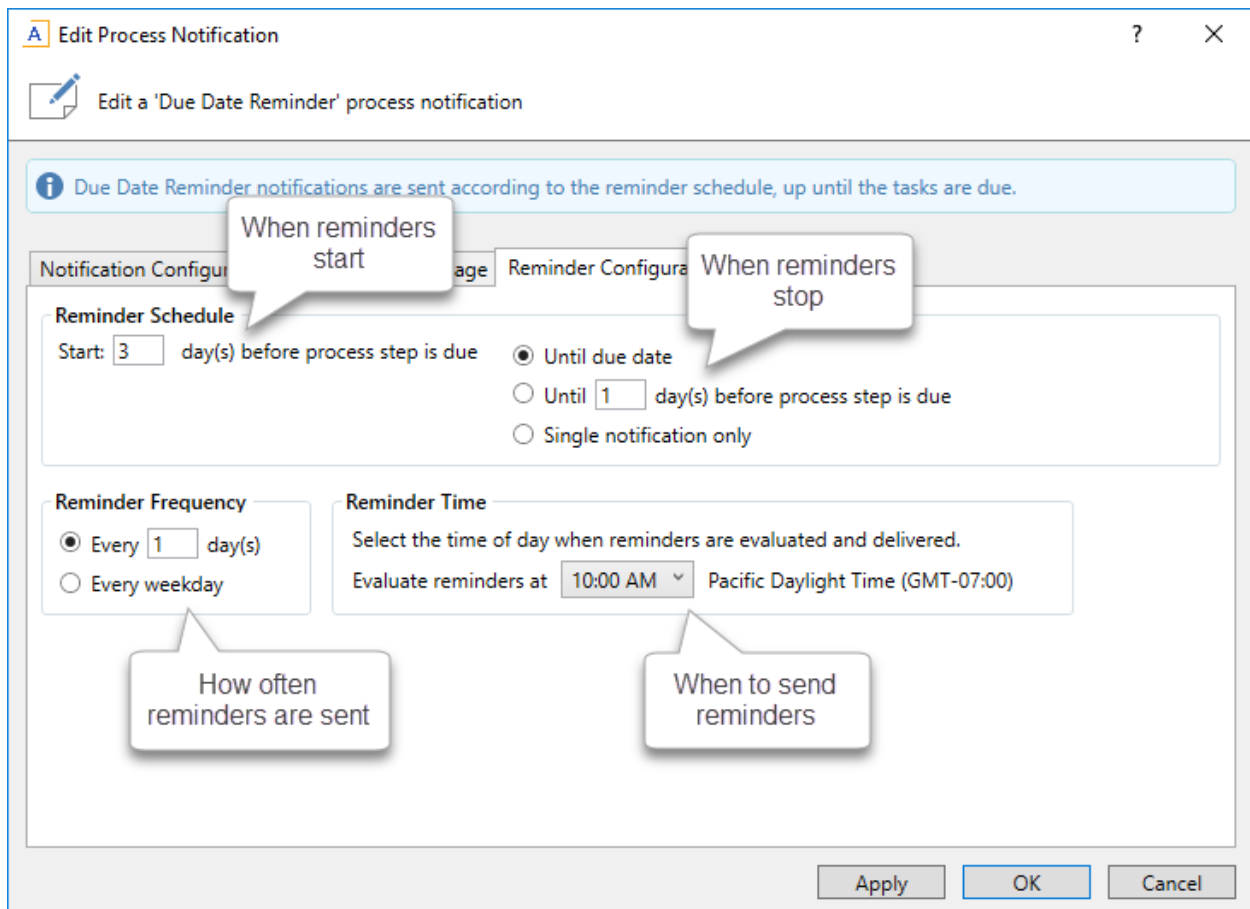 A Edit Process Notification ?
Edit a 'Due Date Reminder' process notification
Due Date Reminder notifications are sent according to the reminder schedule, up until the tasks are due.
When reminders
start
When reminders
stop
Notification Configu
age
Reminder Configura
Reminder Schedule
Start: 3 day(s) before process step is due
Until due date
Until 1 day(s) before process step is due
Single notification only
Reminder Frequency
Every 1 day(s)
Every weekday
Reminder Time
Select the time of day when reminders are evaluated and delivered.
Evaluate reminders at 10:00 AM Pacific Daylight Time (GMT-07:00)
How often
reminders are sent
When to send
reminders
Apply OK Cancel